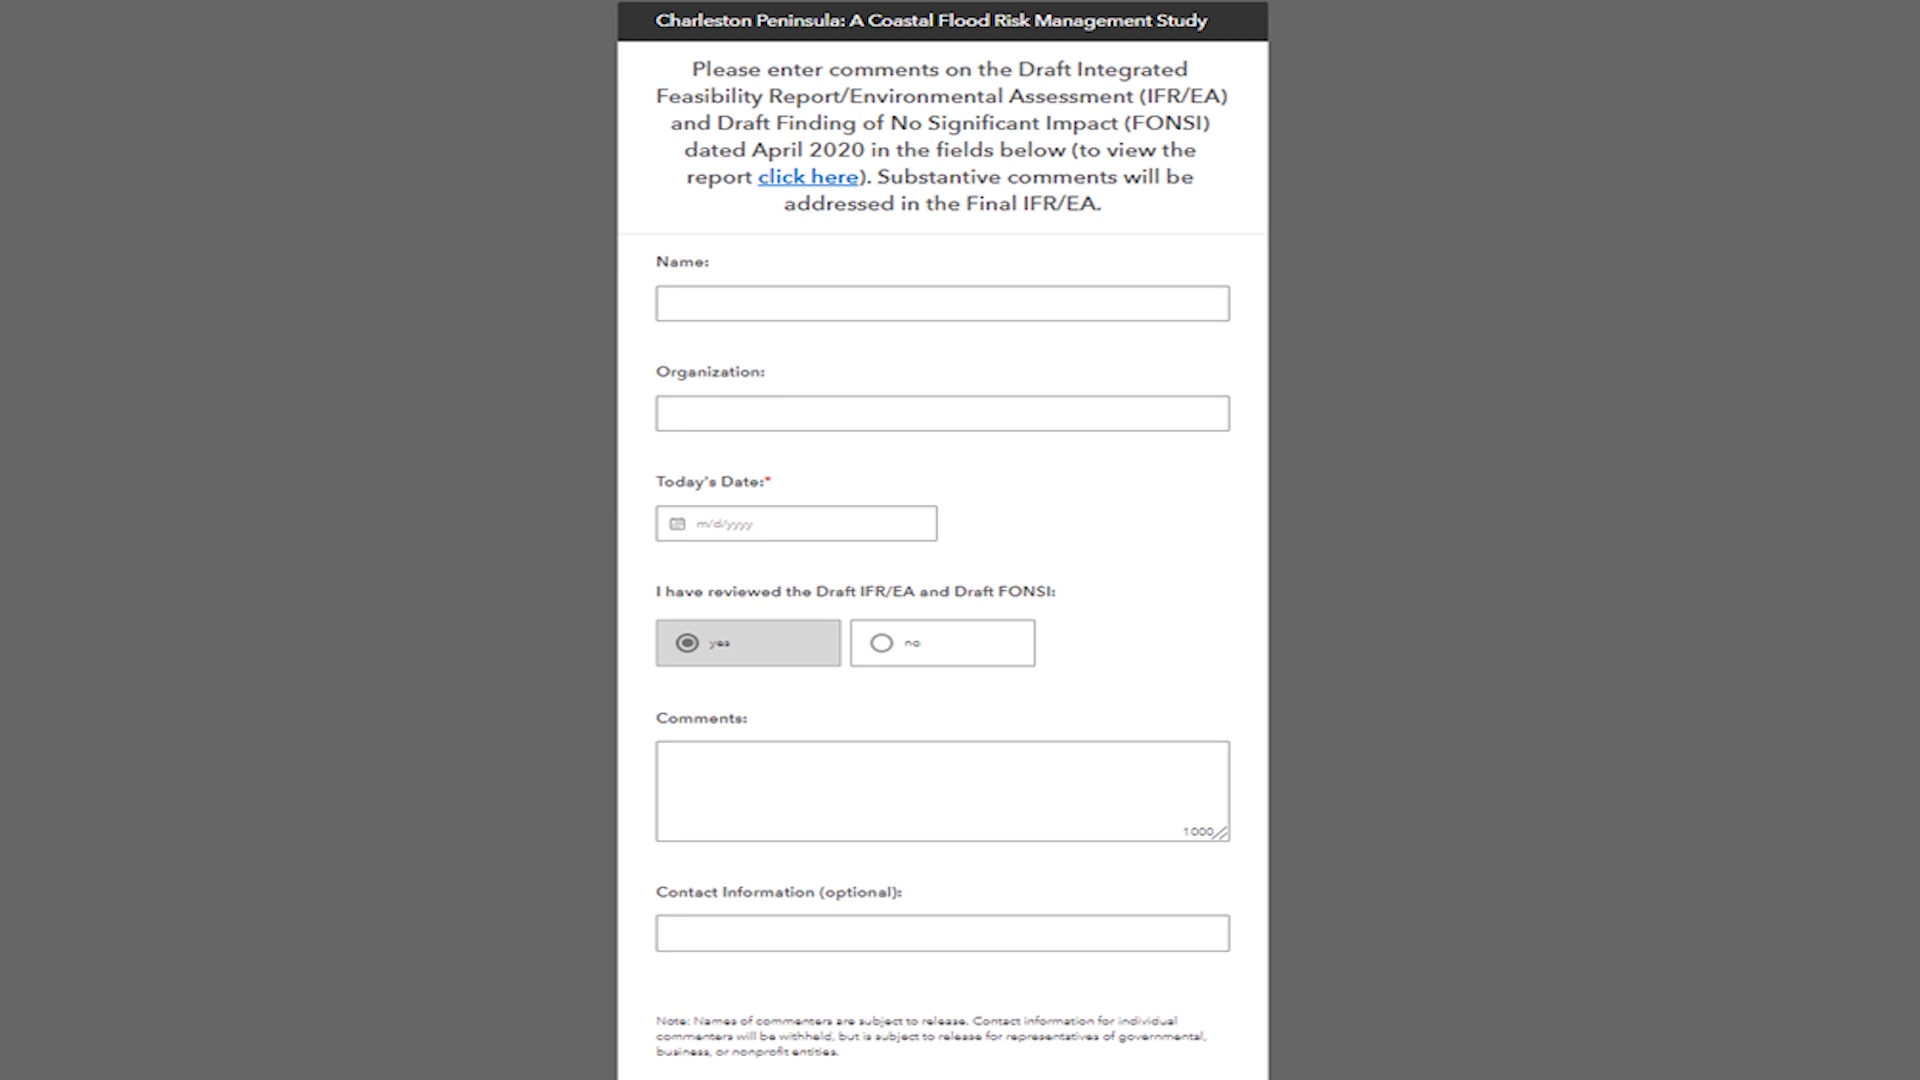 Charleston Peninsula: A Coastal Flood Risk Management Study
Please enter comments on the Draft Integrated
Feasibility Report/Environmental Assessment (IFR/EA)
and Draft Finding of No Significant Impact (FONSI)
dated April 2020 in the fields below (to view the
report click here). Substantive comments will be
addressed in the Final IFR/EA.
Name:
Organization:
Today's Date:*
m/d/yyyy
I have reviewed the Draft IFR/EA and Draft FONSI:
yes
no
Comments:
1000
Contact Information (optional):
Note: Names of commenters are subject to release. Contact information for individual
commenters will be withheld, but is subject to release for representatives of governmental,
business, or nonprofit entities.